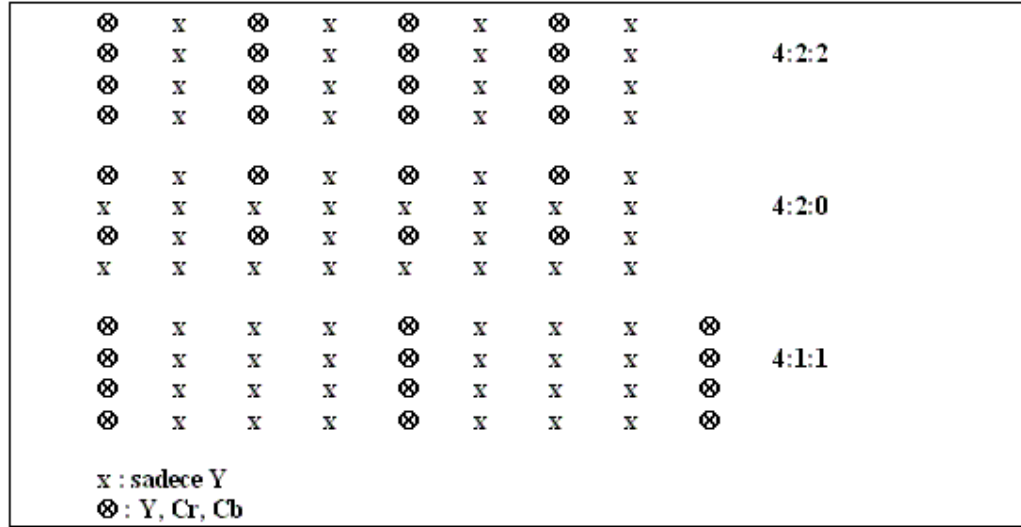 ⊗ x ⊗ x ⊗ x ⊗ x
⊗ x ⊗ x ⊗ x ⊗ x 4:2:2
⊗ x ⊗ x ⊗ x ⊗ x
⊗ x ⊗ x ⊗ x ⊗ x
⊗ x ⊗ x ⊗ x ⊗ x
x x x x x x x x 4:2:0
⊗ x ⊗ x ⊗ x ⊗ x
x x x x x x x x
⊗ x x x ⊗ x x x ⊗
⊗ x x x ⊗ x x x ⊗ 4:1:1
⊗ x x x ⊗ x x x ⊗
⊗ x x x ⊗ x x x ⊗
x : sadece Y
⊗ : Y, Cr, Cb